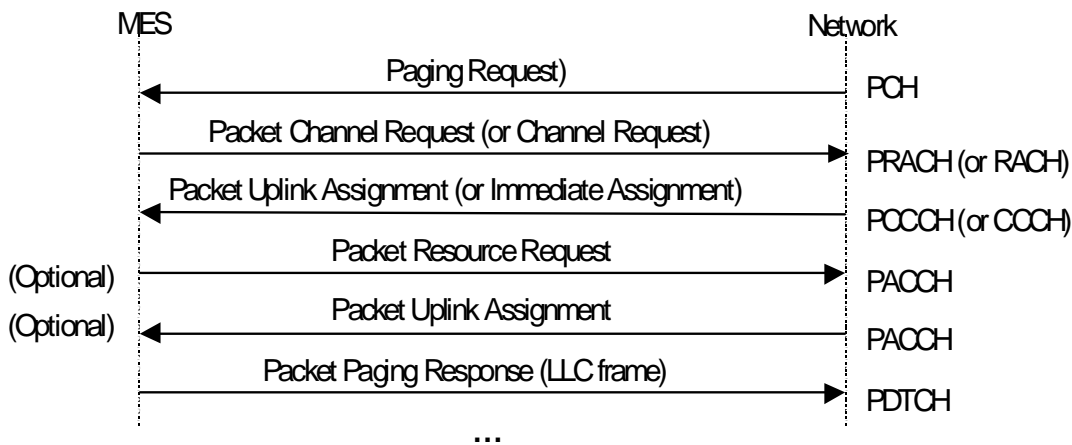 MES Network
Paging Request)
PCH
Packet Channel Request (or Channel Request)
PRACH (or RACH)
Packet Uplink Assignment (or Immediate Assignment)
PCCCH (or CCCH)
Packet Resource Request
(Optional)
PACCH
Packet Uplink Assignment
(Optional)
PACCH
Packet Paging Response (LLC frame)
PDTCH
...